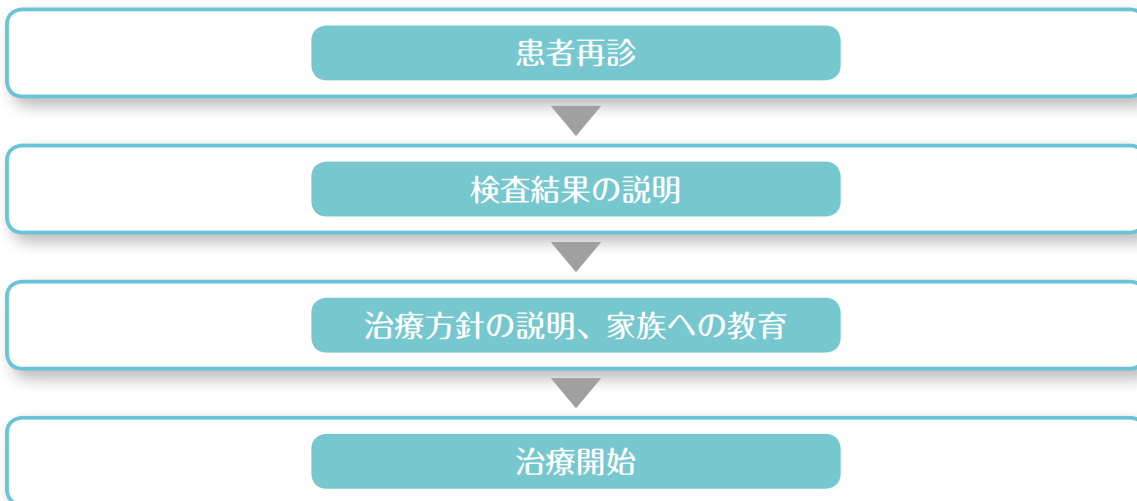 患者再診
検査結果の説明
治療方針の説明、家族への教育
治療開始